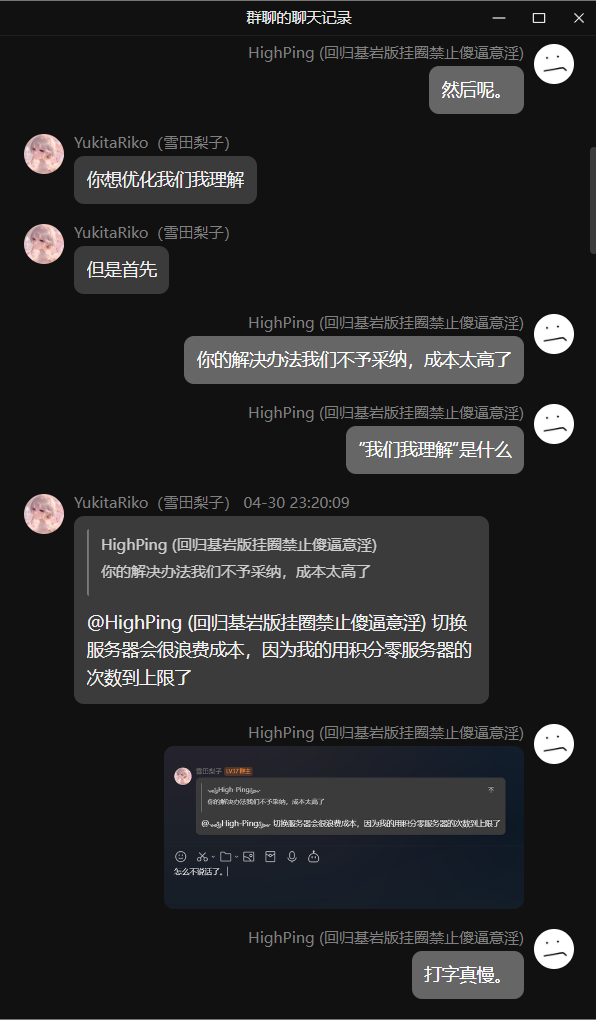 群聊的聊天记录
HighPing (回归基岩版挂圈禁止傻逼意淫)
然后呢。
YukitaRiko（雪田梨子）
你想优化我们我理解
YukitaRiko（雪田梨子）
但是首先
HighPing (回归基岩版挂圈禁止傻逼意淫)
你的解决办法我们不予采纳，成本太高了
HighPing (回归基岩版挂圈禁止傻逼意淫)
“我们我理解“是什么
YukitaRiko（雪田梨子） 04-30 23:20:09
HighPing (回归基岩版挂圈禁止傻逼意淫)
你的解决办法我们不予采纳，成本太高了
@HighPing (回归基岩版挂圈禁止傻逼意淫) 切换
服务器会很浪费成本，因为我的用积分零服务器的
次数到上限了
HighPing (回归基岩版挂圈禁止傻逼意淫)
雪田梨子 LV37 群主
High-Ping
你的解决办法我们不予采纳，成本太高了
@High-Ping 切换服务器会很浪费成本，因为我的用积分零服务器的次数到上限了
怎么不说话了。
HighPing (回归基岩版挂圈禁止傻逼意淫)
打字真慢。